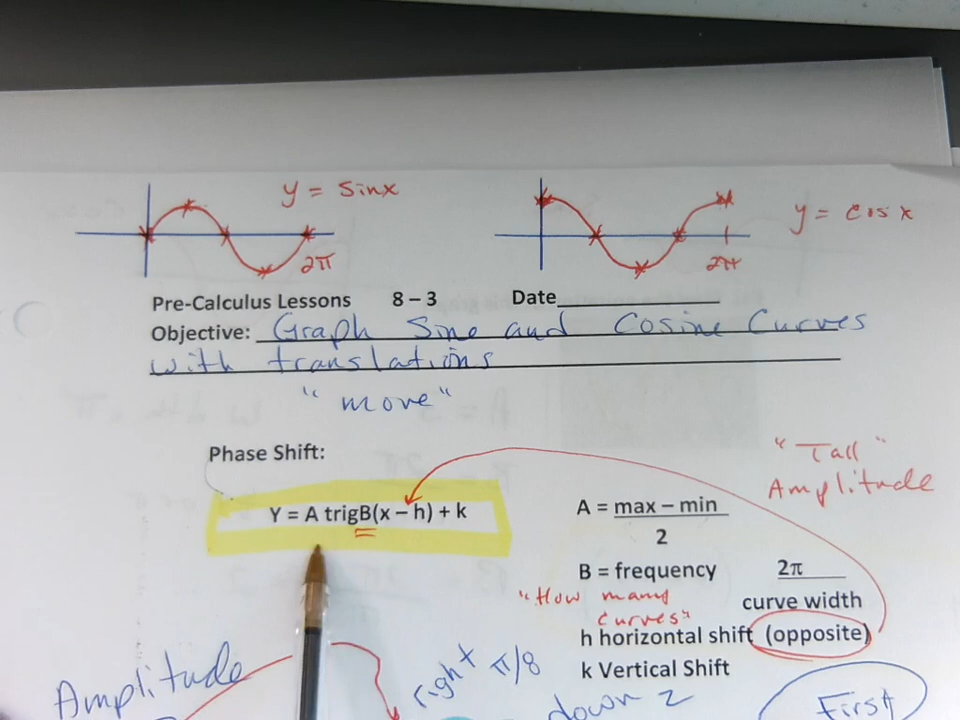 y = sinx
y = cos x
2π
2π
Pre-Calculus Lessons 8 – 3 Date
Objective: Graph Sine and Cosine Curves
with translations
"move"
Phase Shift:
"Tall"
Amplitude
Y = A trigB(x – h) + k
A = max – min
2
B = frequency 2π
"How many curve width
curves"
h horizontal shift (opposite)
k Vertical Shift
Amplitude
right π/8
down 2
First